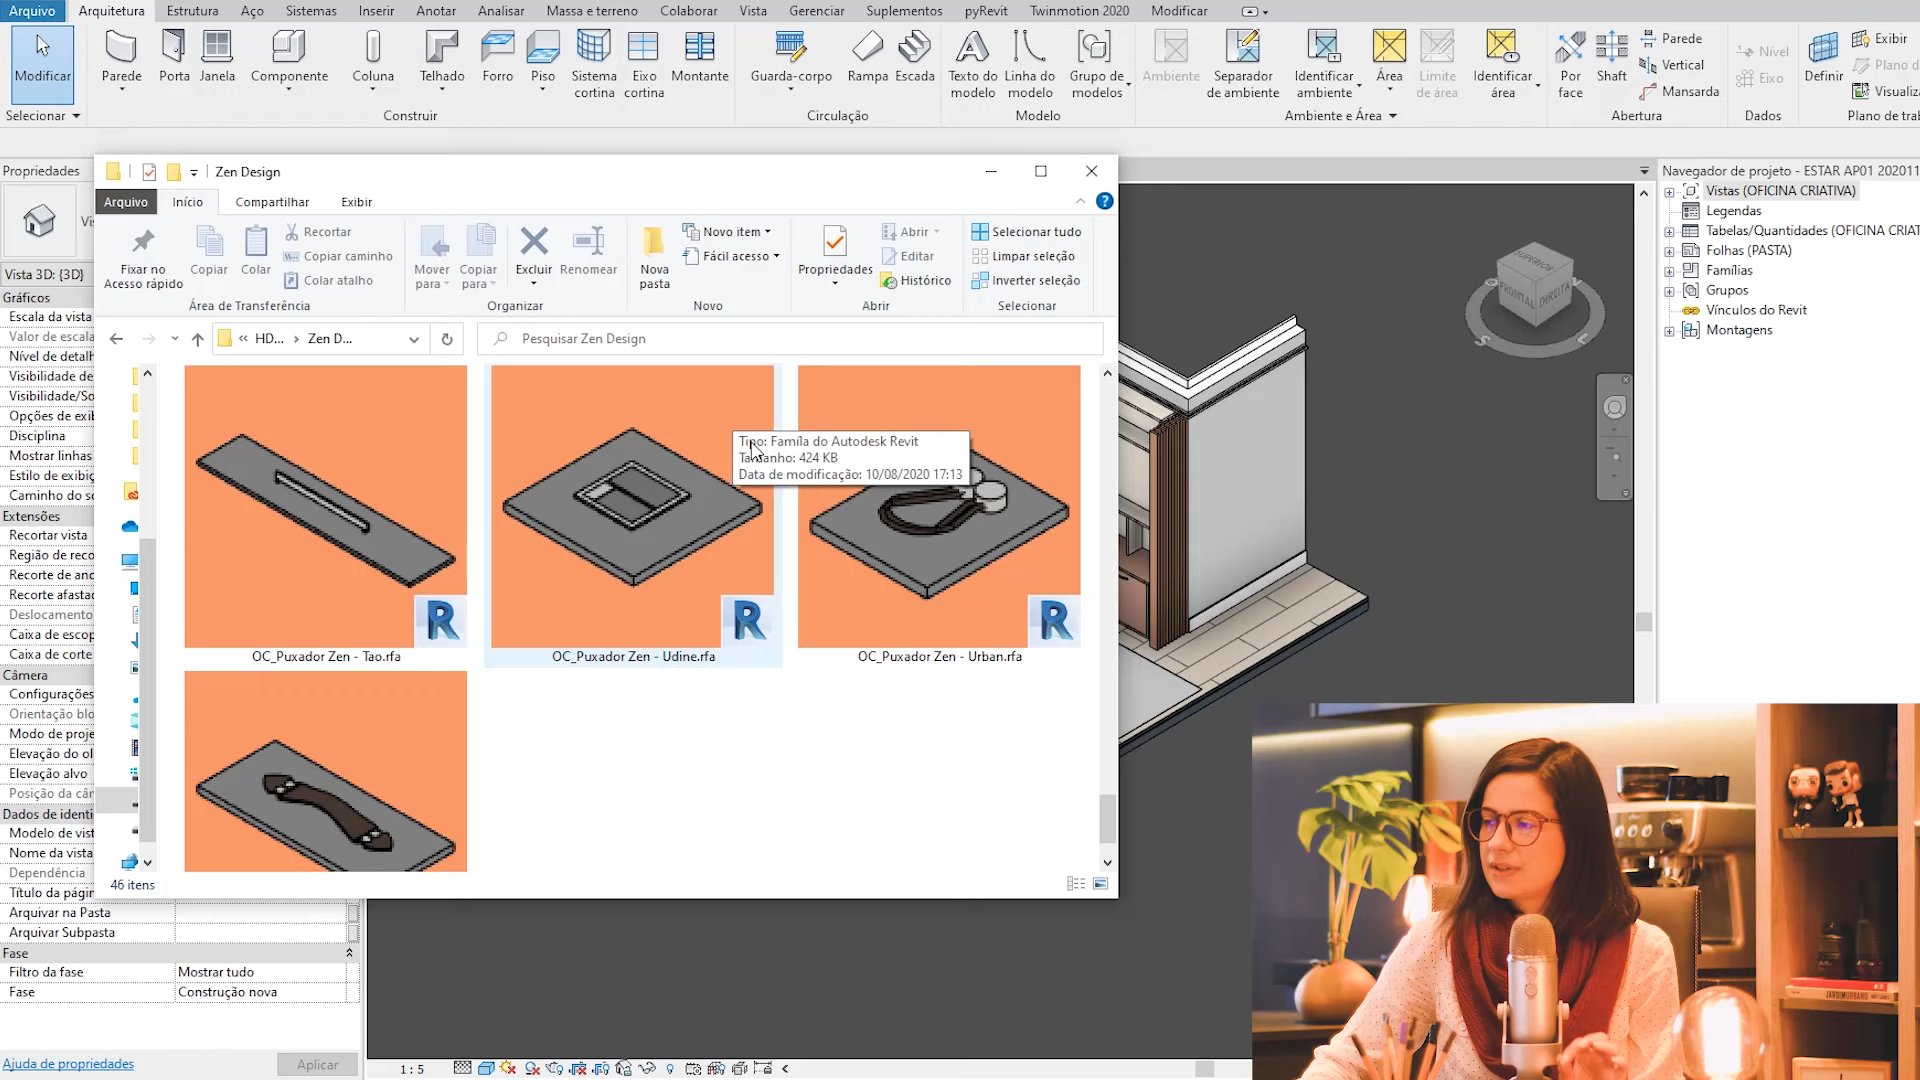 Arquivo Arquitetura Estrutura Aço Sistemas Inserir Anotar Analisar Massa e terreno Colaborar Vista Gerenciar Suplementos pyRevit Twinmotion 2020 Modificar
Modificar Parede Porta Janela Componente Coluna Telhado Forro Piso Sistema cortina Eixo cortina Montante Guarda-corpo Rampa Escada Texto do modelo Linha do modelo Grupo de modelos Ambiente Separador de ambiente Identificar ambiente Área Limite de área Identificar área Por face Shaft Parede Vertical Mansarda Nível Eixo Definir Exibir Plano d Visualiza
Selecionar Construir Circulação Modelo Ambiente e Área Abertura Dados Plano de trab
Propriedades
Vista 3D: {3D}
Gráficos
Escala da vista
Valor de escala
Nível de detalh
Visibilidade de
Visibilidade/So
Opções de exib
Disciplina
Mostrar linhas
Estilo de exibiç
Caminho do so
Extensões
Recortar vista
Região de reco
Recorte de ano
Recorte afasta
Deslocamento
Caixa de escop
Caixa de corte
Câmera
Configurações
Orientação blo
Modo de proje
Elevação do ol
Elevação alvo
Posição da câm
Dados de identi
Modelo de vist
Nome da vista
Dependência
Título da págin
Arquivar na Pasta
Arquivar Subpasta
Fase
Filtro da fase Mostrar tudo
Fase Construção nova
Ajuda de propriedades Aplicar
Zen Design
Arquivo Início Compartilhar Exibir
Fixar no Acesso rápido Copiar Colar Recortar Copiar caminho Colar atalho
Mover para Copiar para Excluir Renomear
Nova pasta Novo item Fácil acesso
Propriedades Abrir Editar Histórico
Selecionar tudo Limpar seleção Inverter seleção
Área de Transferência Organizar Novo Abrir Selecionar
« HD... › Zen D... Pesquisar Zen Design
Tipo: Famíla do Autodesk Revit
Tamanho: 424 KB
Data de modificação: 10/08/2020 17:13
R R R
OC_Puxador Zen - Tao.rfa OC_Puxador Zen - Udine.rfa OC_Puxador Zen - Urban.rfa
46 itens
1 : 5
SUPERIOR
FRONTAL DIREITA
Navegador de projeto - ESTAR AP01 202011
Vistas (OFICINA CRIATIVA)
Legendas
Tabelas/Quantidades (OFICINA CRIAT
Folhas (PASTA)
Famílias
Grupos
Vínculos do Revit
Montagens
JARDIM URBANO